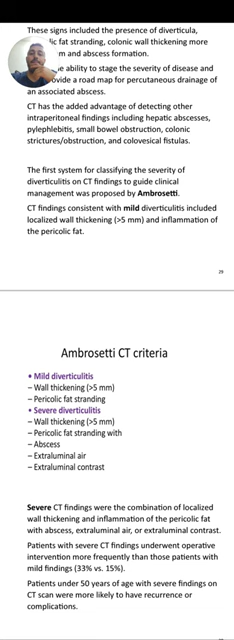 These signs included the presence of diverticula,
ic fat stranding, colonic wall thickening more
m and abscess formation.
e ability to stage the severity of disease and
ovide a road map for percutaneous drainage of
an associated abscess.
CT has the added advantage of detecting other
intraperitoneal findings including hepatic abscesses,
pylephlebitis, small bowel obstruction, colonic
strictures/obstruction, and colovesical fistulas.
The first system for classifying the severity of
diverticulitis on CT findings to guide clinical
management was proposed by Ambrosetti.
CT findings consistent with mild diverticulitis included
localized wall thickening (>5 mm) and inflammation of
the pericolic fat.
29
Ambrosetti CT criteria
• Mild diverticulitis
– Wall thickening (>5 mm)
– Pericolic fat stranding
• Severe diverticulitis
– Wall thickening (>5 mm)
– Pericolic fat stranding with
– Abscess
– Extraluminal air
– Extraluminal contrast
Severe CT findings were the combination of localized
wall thickening and inflammation of the pericolic fat
with abscess, extraluminal air, or extraluminal contrast.
Patients with severe CT findings underwent operative
intervention more frequently than those patients with
mild findings (33% vs. 15%).
Patients under 50 years of age with severe findings on
CT scan were more likely to have recurrence or
complications.